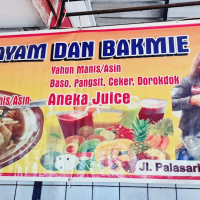 AYAM DAN BAKMIE
Yahun Manis/Asin
Baso, Pangsit, Ceker, Dorokdok
Aneka Juice
nis/Asin
Jl. Palasari